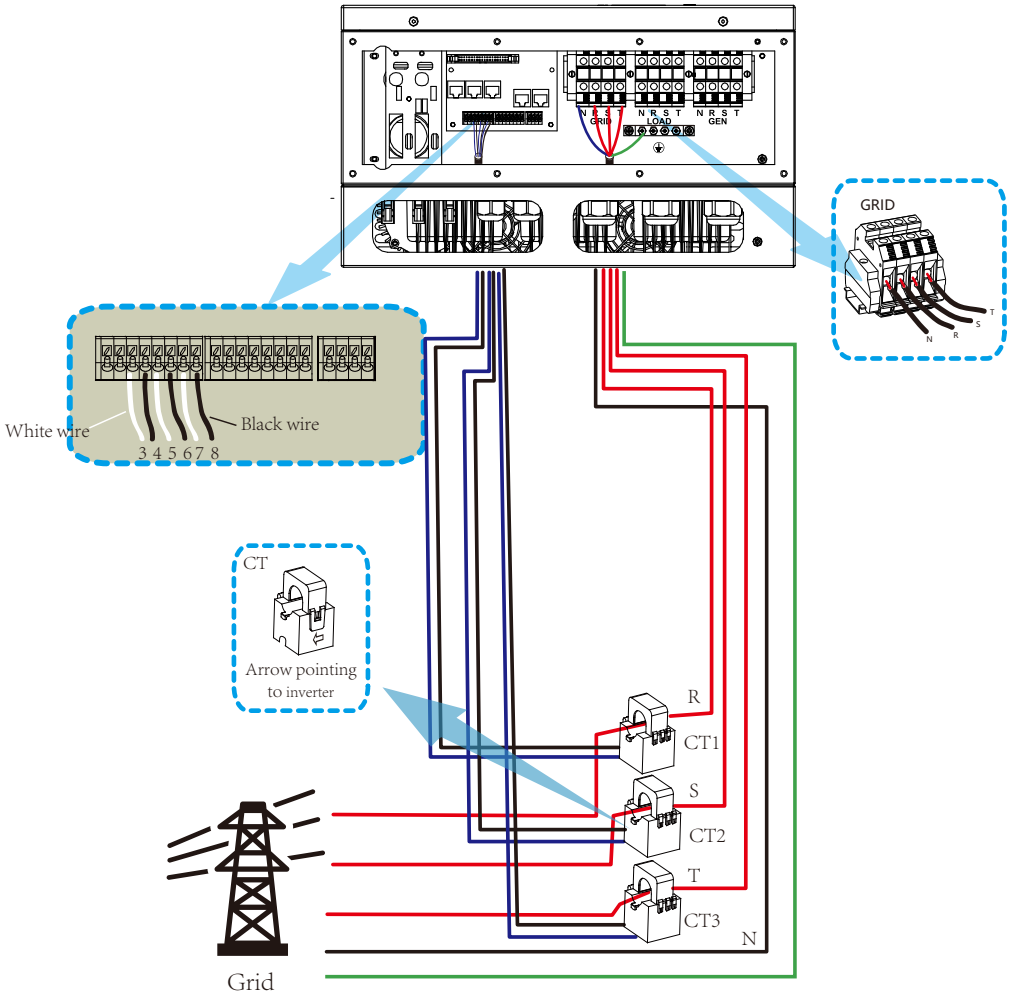 N R S T
GRID
N R S T
LOAD
N R S T
GEN
GRID
T
S
R
N
White wire
Black wire
3 4 5 6 7 8
CT
Arrow pointing
to inverter
R
CT1
S
CT2
T
CT3
N
Grid